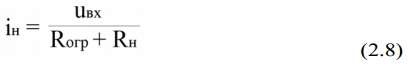 iн = uвх / (Rогр + Rн) (2.8)